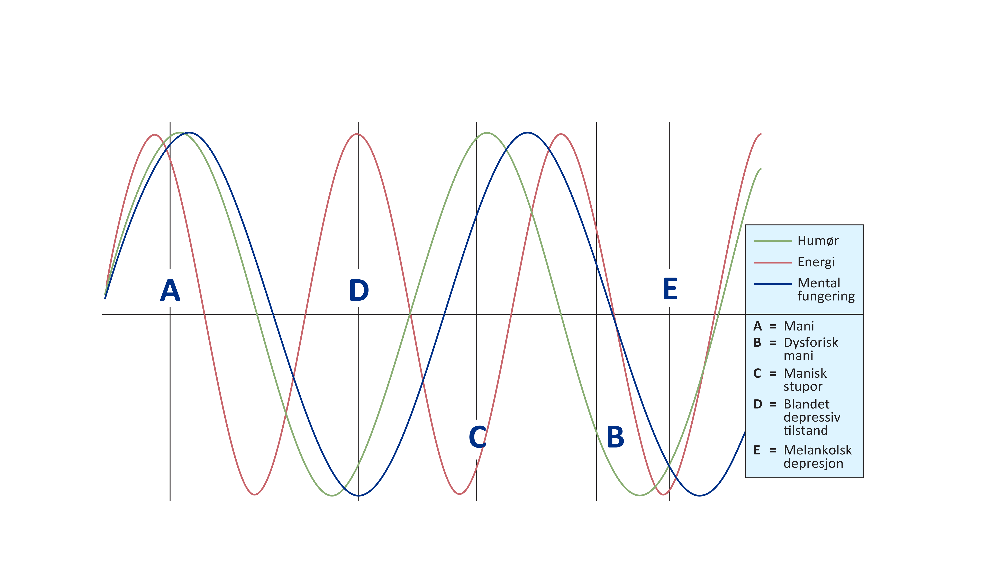 A
D
E
C
B
Humør
Energi
Mental
fungering
A = Mani
B = Dysforisk
mani
C = Manisk
stupor
D = Blandet
depressiv
tilstand
E = Melankolsk
depresjon